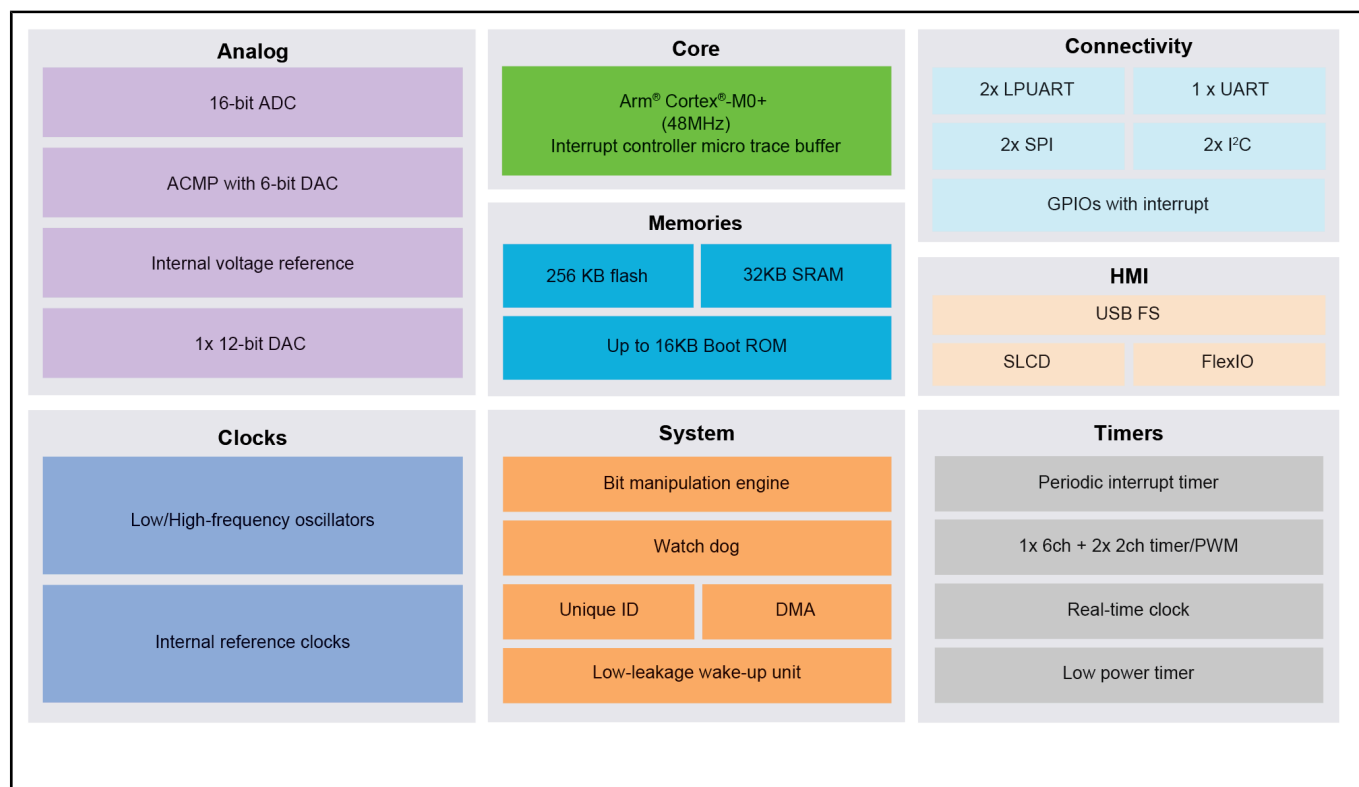 Analog
16-bit ADC
ACMP with 6-bit DAC
Internal voltage reference
1x 12-bit DAC
Core
Arm® Cortex®-M0+
(48MHz)
Interrupt controller micro trace buffer
Memories
256 KB flash
32KB SRAM
Up to 16KB Boot ROM
Connectivity
2x LPUART
1 x UART
2x SPI
2x I²C
GPIOs with interrupt
HMI
USB FS
SLCD
FlexIO
Clocks
Low/High-frequency oscillators
Internal reference clocks
System
Bit manipulation engine
Watch dog
Unique ID
DMA
Low-leakage wake-up unit
Timers
Periodic interrupt timer
1x 6ch + 2x 2ch timer/PWM
Real-time clock
Low power timer